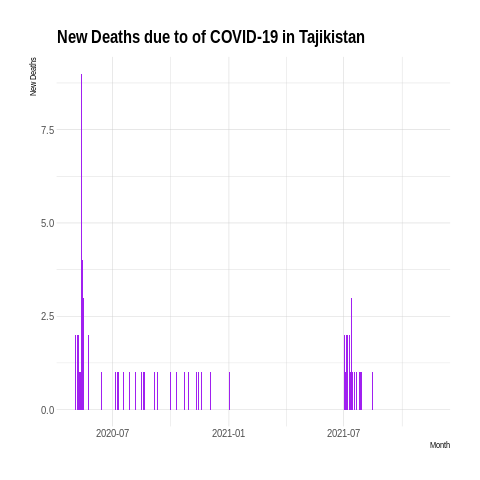 New Deaths due to of COVID-19 in Tajikistan
New Deaths
7.5
5.0
2.5
0.0
2020-07
2021-01
2021-07
Month